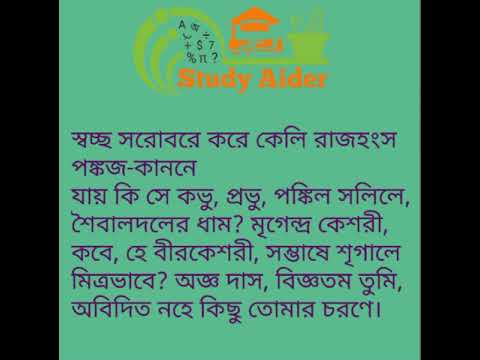 A অ
÷
+ $ 7
% π ?
Study Aider
স্বচ্ছ সরোবরে করে কেলি রাজহংস
পঙ্কজ-কাননে
যায় কি সে কভু, প্রভু, পঙ্কিল সলিলে,
শৈবালদলের ধাম? মৃগেন্দ্র কেশরী,
কবে, হে বীরকেশরী, সম্ভাষে শৃগালে
মিত্রভাবে? অজ্ঞ দাস, বিজ্ঞতম তুমি,
অবিদিত নহে কিছু তোমার চরণে।